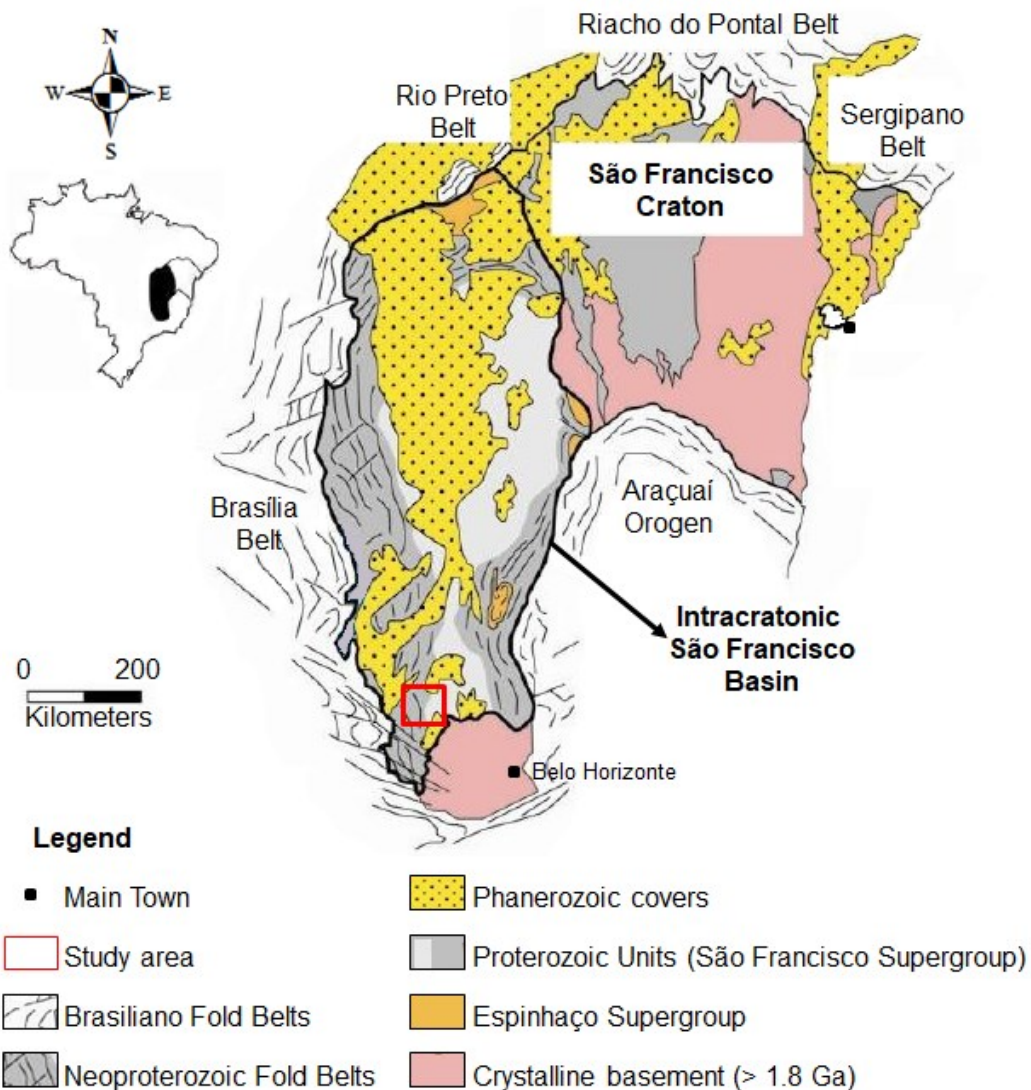 Riacho do Pontal Belt
N
W
E
S
Rio Preto
Belt
Sergipano
Belt
São Francisco
Craton
Brasília
Belt
Araçuaí
Orogen
Intracratonic
São Francisco
Basin
0 200
Kilometers
Belo Horizonte
Legend
Main Town
Phanerozoic covers
Study area
Proterozoic Units (São Francisco Supergroup)
Brasiliano Fold Belts
Espinhaço Supergroup
Neoproterozoic Fold Belts
Crystalline basement (> 1.8 Ga)